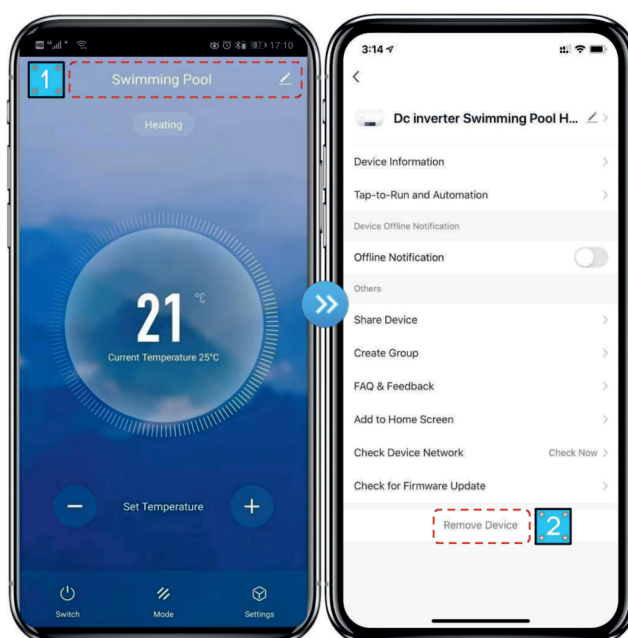 17:10
1
Swimming Pool
Heating
21 °C
Current Temperature 25°C
Set Temperature
Switch
Mode
Settings
3:14
Dc inverter Swimming Pool H...
Device Information
Tap-to-Run and Automation
Device Offline Notification
Offline Notification
Others
Share Device
Create Group
FAQ & Feedback
Add to Home Screen
Check Device Network Check Now
Check for Firmware Update
Remove Device
2